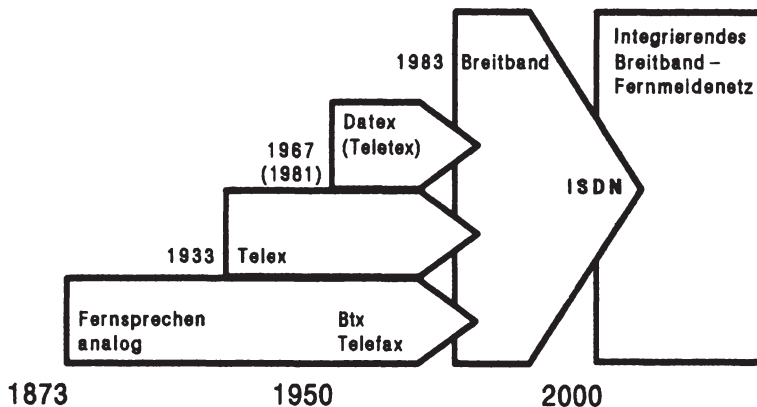 1983 Breitband
Integrierendes
Breitband –
Fernmeldenetz
1967
(1981)
Datex
(Teletex)
ISDN
1933 Telex
Fernsprechen
analog
Btx
Telefax
1873 1950 2000